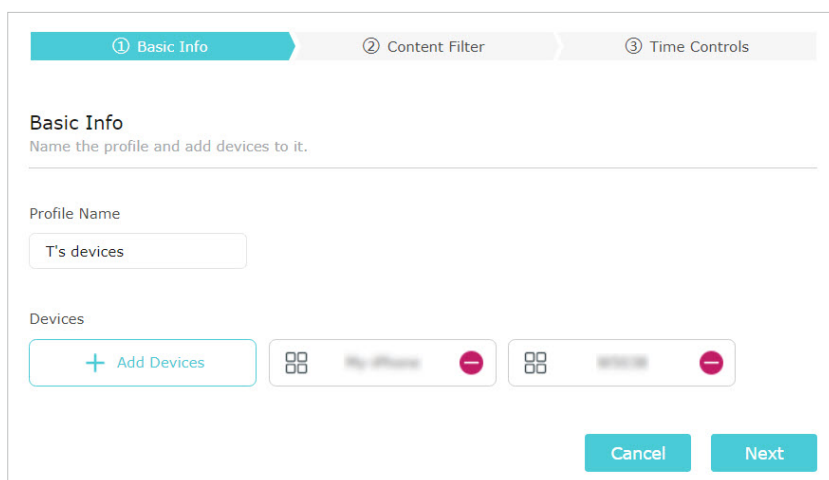 ① Basic Info ② Content Filter ③ Time Controls
Basic Info
Name the profile and add devices to it.
Profile Name
T's devices
Devices
+ Add Devices
Cancel Next